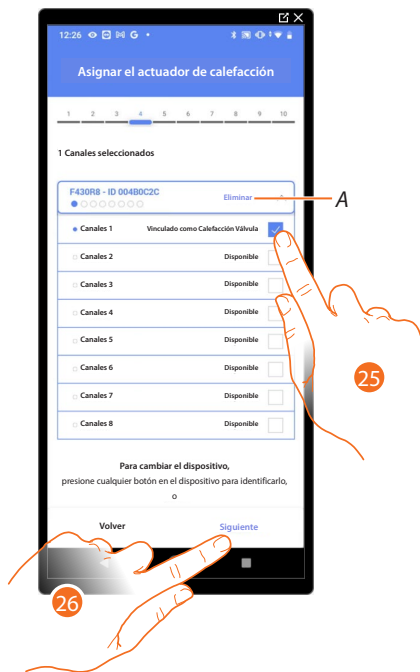 12:26 G
Asignar el actuador de calefacción
1 2 3 4 5 6 7 8 9 10
1 Canales seleccionados
F430R8 - ID 004B0C2C
Eliminar
A
Canales 1 Vinculado como Calefacción Válvula
Canales 2 Disponible
Canales 3 Disponible
Canales 4 Disponible
Canales 5 Disponible
Canales 6 Disponible
Canales 7 Disponible
Canales 8 Disponible
25
Para cambiar el dispositivo,
presione cualquier botón en el dispositivo para identificarlo,
o
Volver Siguiente
26